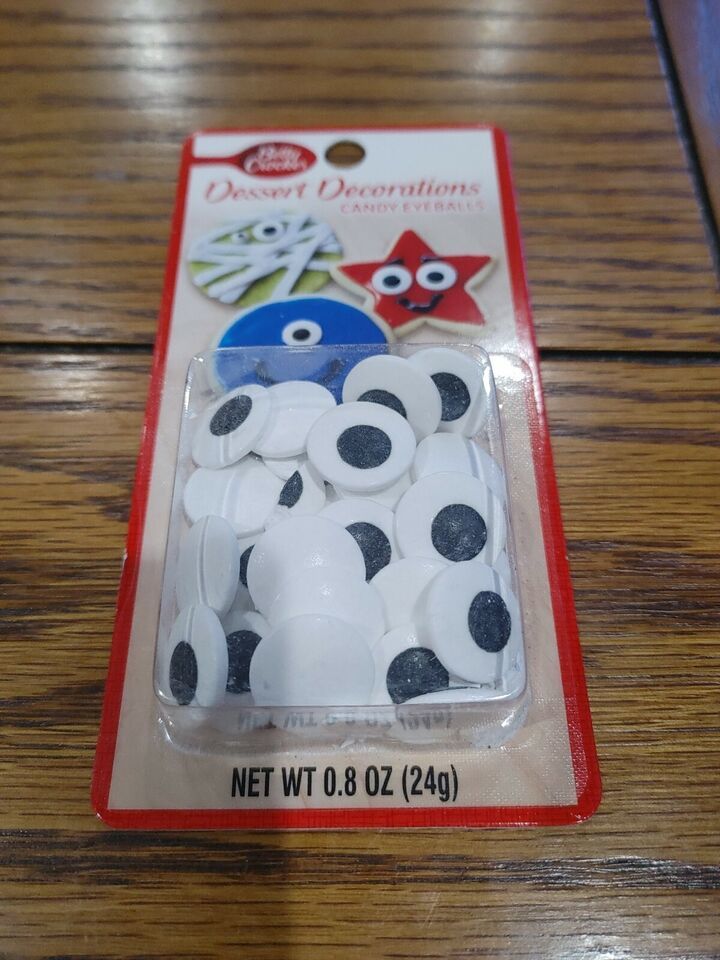 Betty
Crocker
Dessert Decorations
CANDY EYEBALLS
NET WT 0.8 OZ (24g)